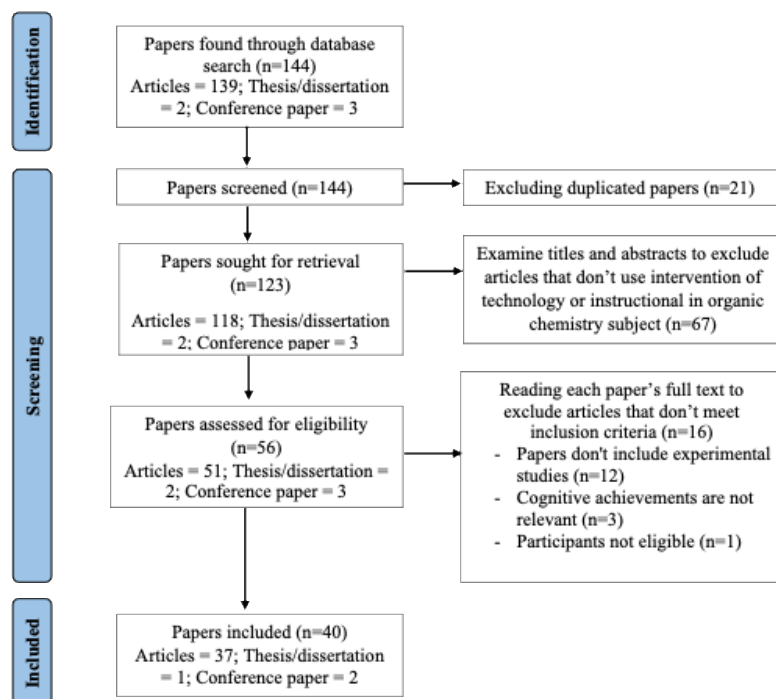 Identification
Papers found through database
search (n=144)
Articles = 139; Thesis/dissertation
= 2; Conference paper = 3
Screening
Papers screened (n=144)
Excluding duplicated papers (n=21)
Papers sought for retrieval
(n=123)
Articles = 118; Thesis/dissertation
= 2; Conference paper = 3
Examine titles and abstracts to exclude
articles that don't use intervention of
technology or instructional in organic
chemistry subject (n=67)
Papers assessed for eligibility
(n=56)
Articles = 51; Thesis/dissertation =
2; Conference paper = 3
Reading each paper's full text to
exclude articles that don't meet
inclusion criteria (n=16)
- Papers don't include experimental
studies (n=12)
- Cognitive achievements are not
relevant (n=3)
- Participants not eligible (n=1)
Included
Papers included (n=40)
Articles = 37; Thesis/dissertation
= 1; Conference paper = 2